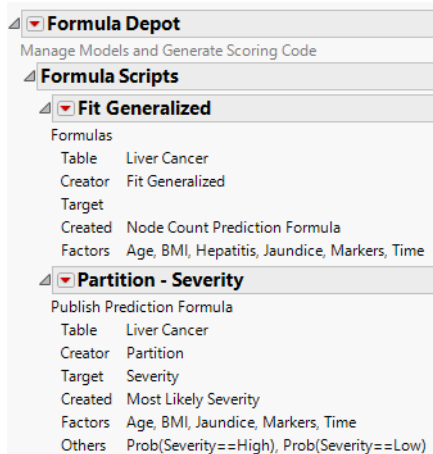 Formula Depot
Manage Models and Generate Scoring Code
Formula Scripts
Fit Generalized
Formulas
Table Liver Cancer
Creator Fit Generalized
Target
Created Node Count Prediction Formula
Factors Age, BMI, Hepatitis, Jaundice, Markers, Time
Partition - Severity
Publish Prediction Formula
Table Liver Cancer
Creator Partition
Target Severity
Created Most Likely Severity
Factors Age, BMI, Jaundice, Markers, Time
Others Prob(Severity==High), Prob(Severity==Low)